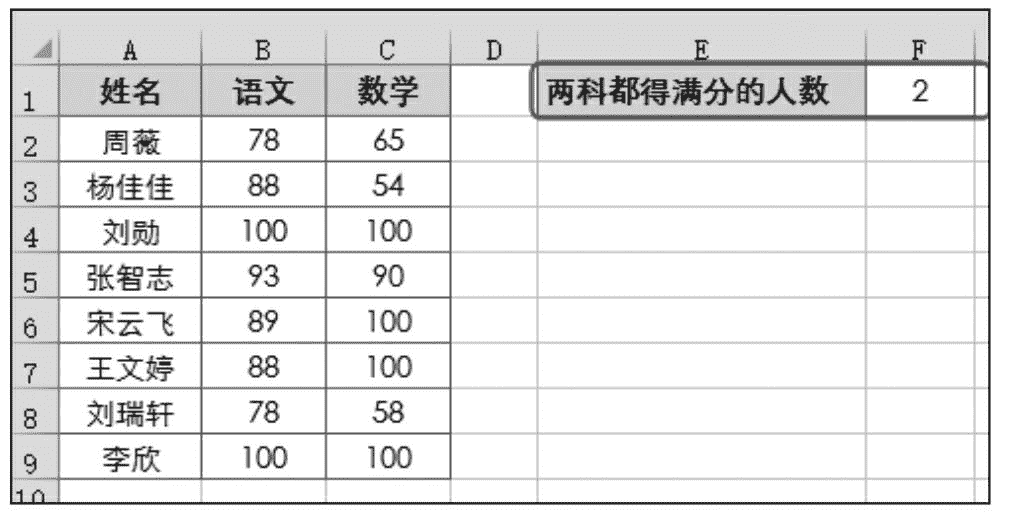 A B C D E F
1 姓名 语文 数学 两科都得满分的人数 2
2 周薇 78 65
3 杨佳佳 88 54
4 刘勋 100 100
5 张智志 93 90
6 宋云飞 89 100
7 王文婷 88 100
8 刘瑞轩 78 58
9 李欣 100 100
10